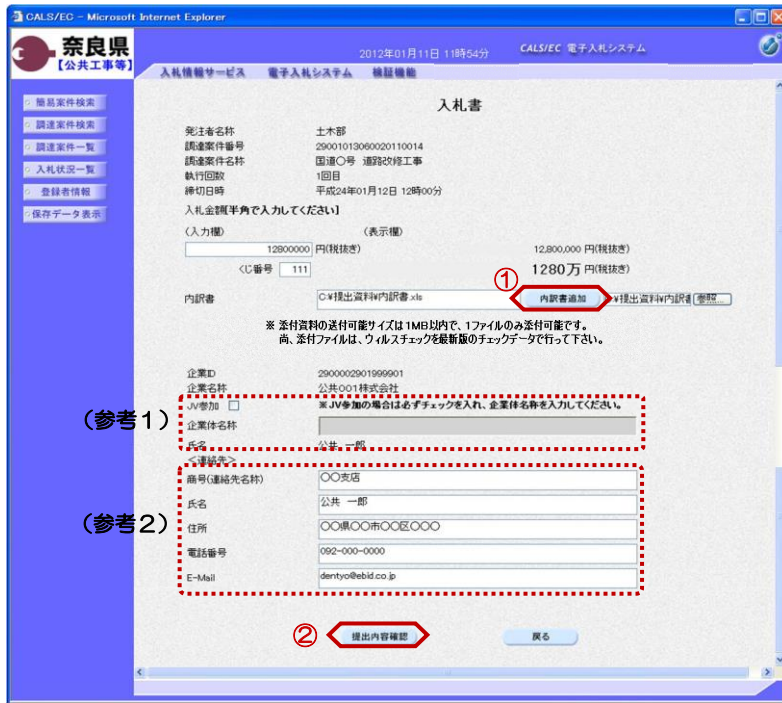 CALS/EC - Microsoft Internet Explorer
奈良県
【公共工事等】
2012年01月11日 11時54分
CALS/EC 電子入札システム
入札情報サービス 電子入札システム 検証機能
簡易案件検索
調達案件検索
調達案件一覧
入札状況一覧
登録者情報
保存データ表示
入札書
発注者名称 土木部
調達案件番号 29001013060020110014
調達案件名称 国道○号 道路改修工事
執行回数 1回目
締切日時 平成24年01月12日 12時00分
入札金額[半角で入力してください]
(入力欄) (表示欄)
12800000 円(税抜き) 12,800,000 円(税抜き)
くじ番号 111 1280万 円(税抜き)
①
内訳書 C:¥提出資料¥内訳書.xls 内訳書追加 ¥提出資料¥内訳書 参照...
※ 添付資料の送付可能サイズは1MB以内で、1ファイルのみ添付可能です。
尚、添付ファイルは、ウィルスチェックを最新版のチェックデータで行って下さい。
企業ID 2900002901999901
企業名称 公共001株式会社
JV参加 ※JV参加の場合は必ずチェックを入れ、企業体名称を入力してください。
(参考1)
企業体名称
氏名 公共 一郎
<連絡先>
商号(連絡先名称) ○○支店
氏名 公共 一郎
(参考2)
住所 ○○県○○市○○区○○○
電話番号 092-000-0000
E-Mail dentyo@ebid.co.jp
② 提出内容確認 戻る